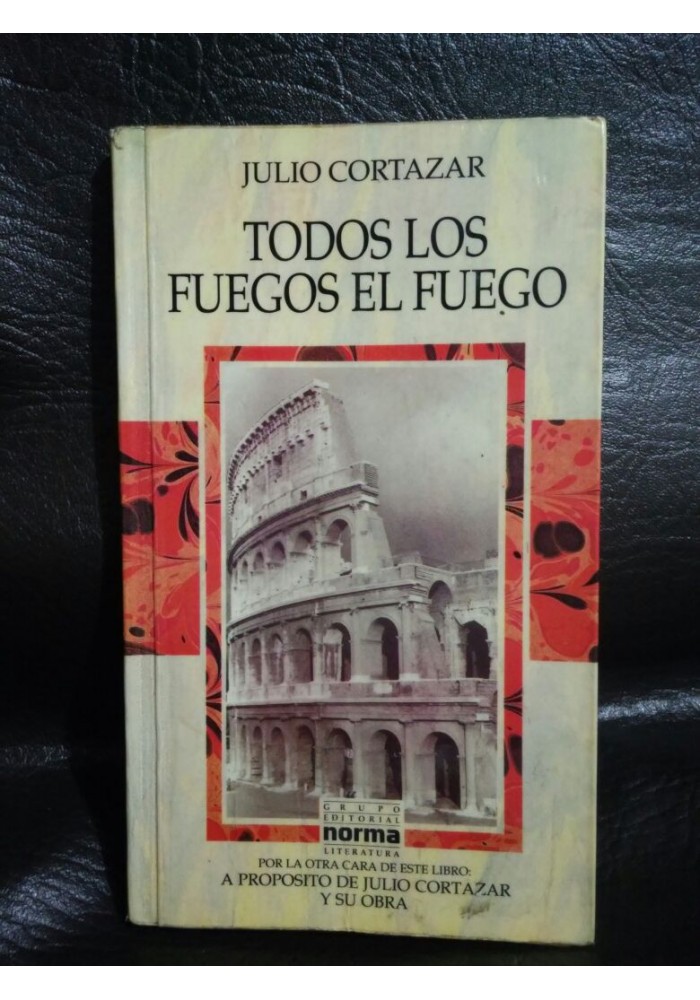 JULIO CORTAZAR
TODOS LOS
FUEGOS EL FUEGO
GRUPO
EDITORIAL
norma
LITERATURA
POR LA OTRA CARA DE ESTE LIBRO:
A PROPOSITO DE JULIO CORTAZAR
Y SU OBRA